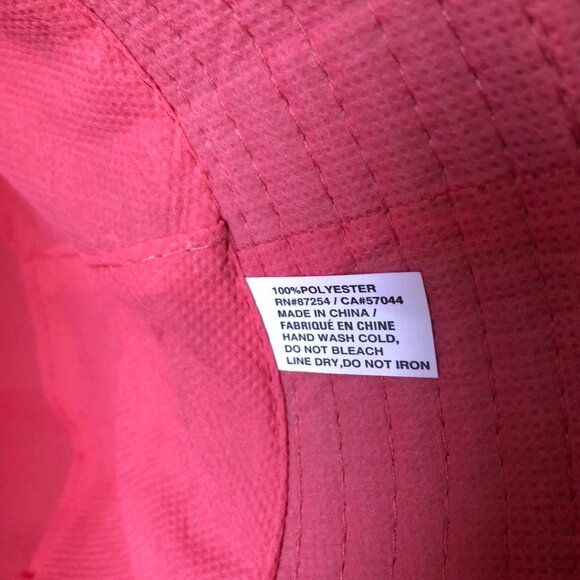 100%POLYESTER
RN#87254 / CA#57044
MADE IN CHINA /
FABRIQUÉ EN CHINE
HAND WASH COLD,
DO NOT BLEACH
LINE DRY,DO NOT IRON